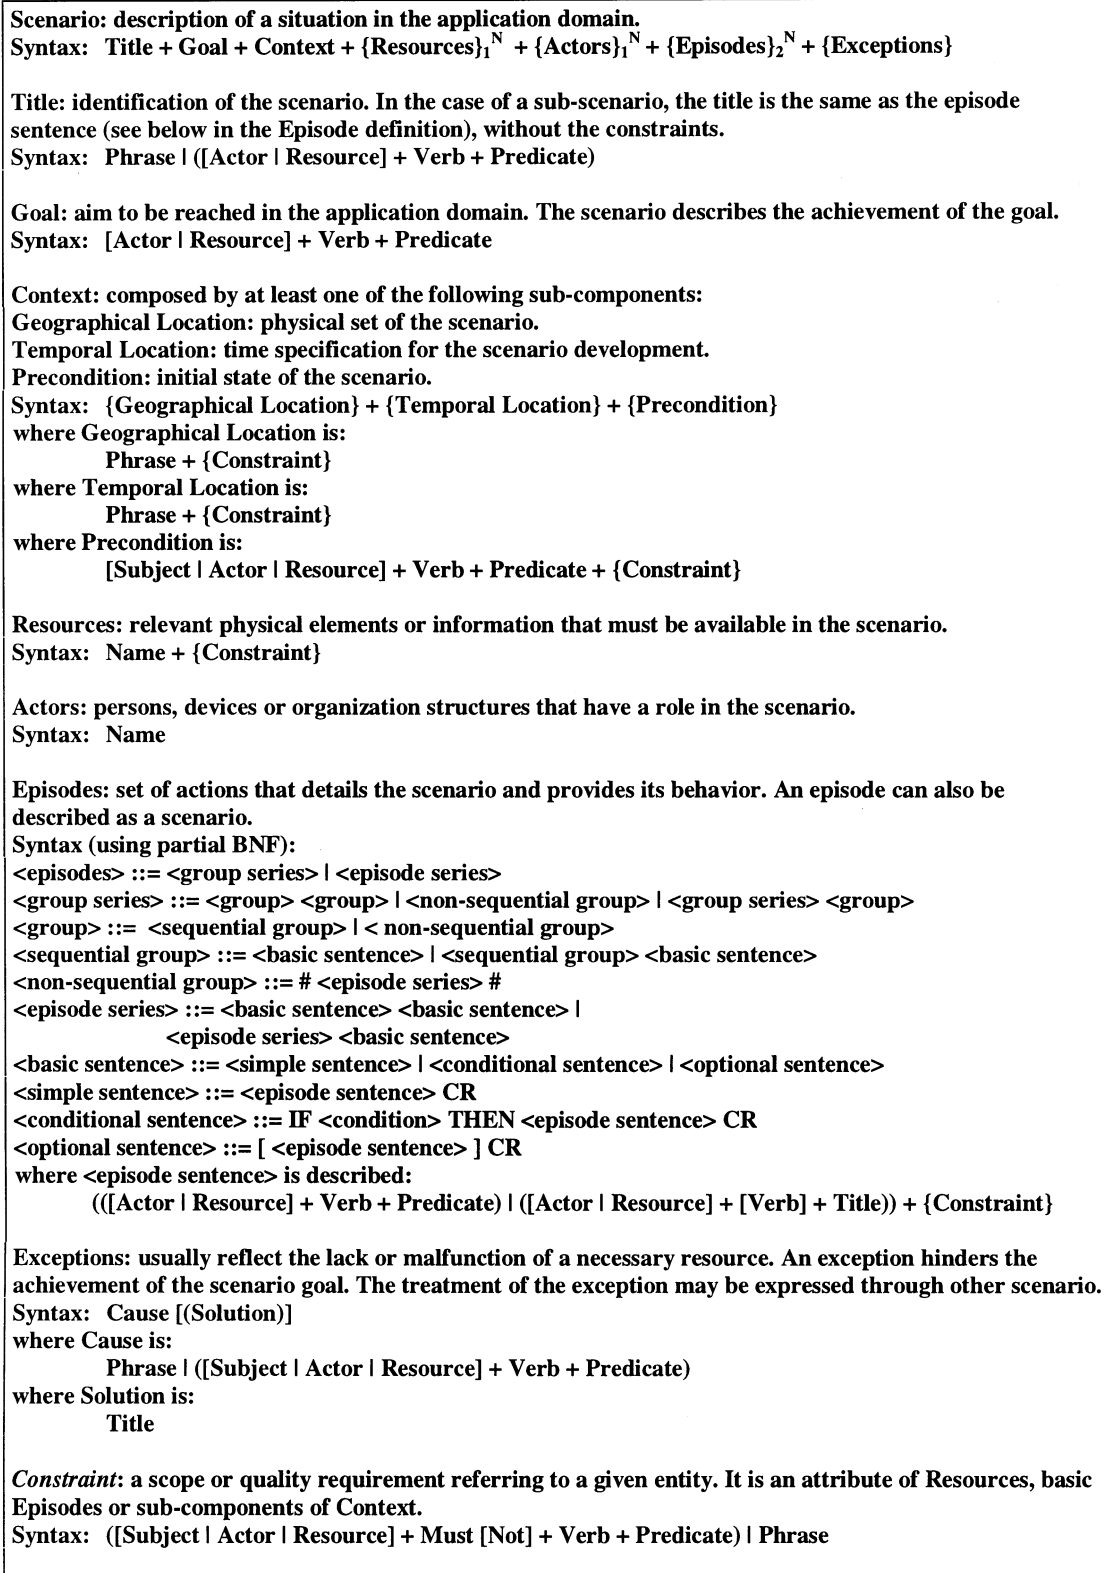 Scenario: description of a situation in the application domain.
Syntax: Title + Goal + Context + {Resources}₁ᴺ + {Actors}₁ᴺ + {Episodes}₂ᴺ + {Exceptions}
Title: identification of the scenario. In the case of a sub-scenario, the title is the same as the episode
sentence (see below in the Episode definition), without the constraints.
Syntax: Phrase | ([Actor | Resource] + Verb + Predicate)
Goal: aim to be reached in the application domain. The scenario describes the achievement of the goal.
Syntax: [Actor | Resource] + Verb + Predicate
Context: composed by at least one of the following sub-components:
Geographical Location: physical set of the scenario.
Temporal Location: time specification for the scenario development.
Precondition: initial state of the scenario.
Syntax: {Geographical Location} + {Temporal Location} + {Precondition}
where Geographical Location is:
Phrase + {Constraint}
where Temporal Location is:
Phrase + {Constraint}
where Precondition is:
[Subject | Actor | Resource] + Verb + Predicate + {Constraint}
Resources: relevant physical elements or information that must be available in the scenario.
Syntax: Name + {Constraint}
Actors: persons, devices or organization structures that have a role in the scenario.
Syntax: Name
Episodes: set of actions that details the scenario and provides its behavior. An episode can also be
described as a scenario.
Syntax (using partial BNF):
<episodes> ::= <group series> | <episode series>
<group series> ::= <group> <group> | <non-sequential group> | <group series> <group>
<group> ::= <sequential group> | < non-sequential group>
<sequential group> ::= <basic sentence> | <sequential group> <basic sentence>
<non-sequential group> ::= # <episode series> #
<episode series> ::= <basic sentence> <basic sentence> |
<episode series> <basic sentence>
<basic sentence> ::= <simple sentence> | <conditional sentence> | <optional sentence>
<simple sentence> ::= <episode sentence> CR
<conditional sentence> ::= IF <condition> THEN <episode sentence> CR
<optional sentence> ::= [ <episode sentence> ] CR
where <episode sentence> is described:
(([Actor | Resource] + Verb + Predicate) | ([Actor | Resource] + [Verb] + Title)) + {Constraint}
Exceptions: usually reflect the lack or malfunction of a necessary resource. An exception hinders the
achievement of the scenario goal. The treatment of the exception may be expressed through other scenario.
Syntax: Cause [(Solution)]
where Cause is:
Phrase | ([Subject | Actor | Resource] + Verb + Predicate)
where Solution is:
Title
Constraint: a scope or quality requirement referring to a given entity. It is an attribute of Resources, basic
Episodes or sub-components of Context.
Syntax: ([Subject | Actor | Resource] + Must [Not] + Verb + Predicate) | Phrase